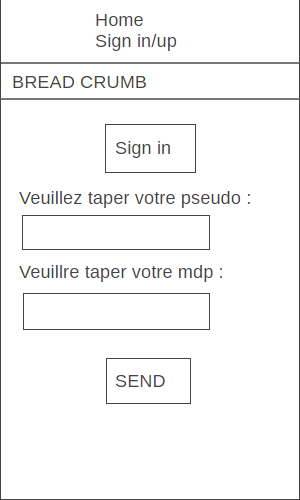 Home
Sign in/up
BREAD CRUMB
Sign in
Veuillez taper votre pseudo :
Veuillre taper votre mdp :
SEND